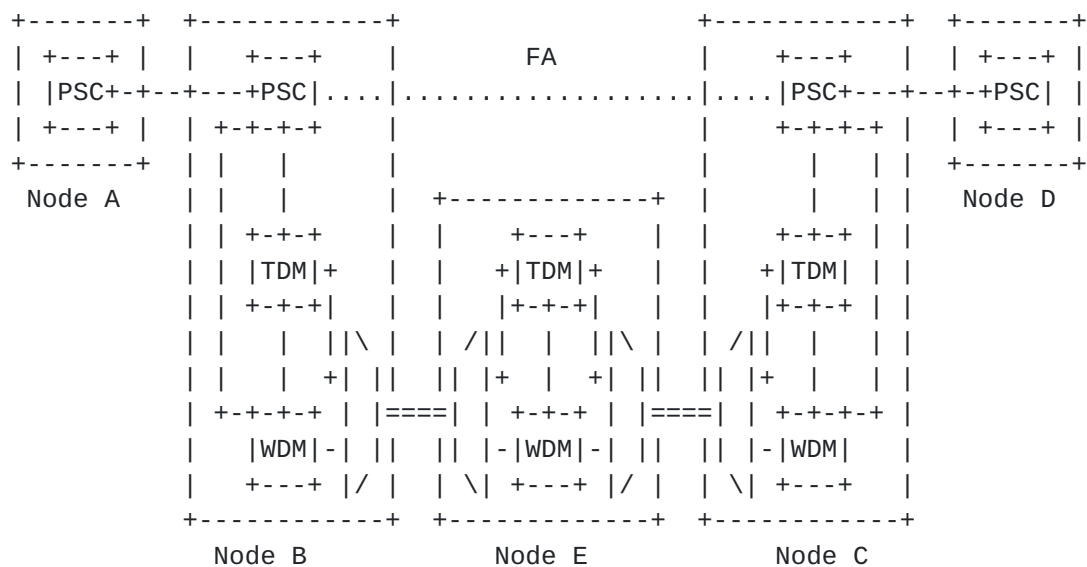 +-------+  +------------+                    +------------+  +-------+
| +---+ |  |   +---+    |        FA          |    +---+   |  | +---+ |
| |PSC+-+--+---+PSC|....|....................|....|PSC+---+--+-+PSC| |
| +---+ |  | +-+-+-+    |                    |    +-+-+-+ |  | +---+ |
+-------+  | |   |      |                    |      |   | |  +-------+
 Node A    | |   |      |  +-------------+   |      |   | |   Node D
           | | +-+-+    |  |    +---+    |   |    +-+-+ | |
           | | |TDM|+   |  |   +|TDM|+   |   |   +|TDM| | |
           | | +-+-+|   |  |   |+-+-+|   |   |   |+-+-+ | |
           | |   |  ||\ |  | /||  |  ||\ |   | /||  |   | |
           | |   |  +| ||  || |+  |  +| ||  || |+   |   | |
           | +-+-+-+ | |====| | +-+-+ | |====| | +-+-+-+ |
           |   |WDM|-| ||  || |-|WDM|-| ||  || |-|WDM|   |
           |   +---+ |/ |  | \| +---+ |/ |   | \| +---+   |
           +------------+  +-------------+   +------------+
             Node B            Node E            Node C